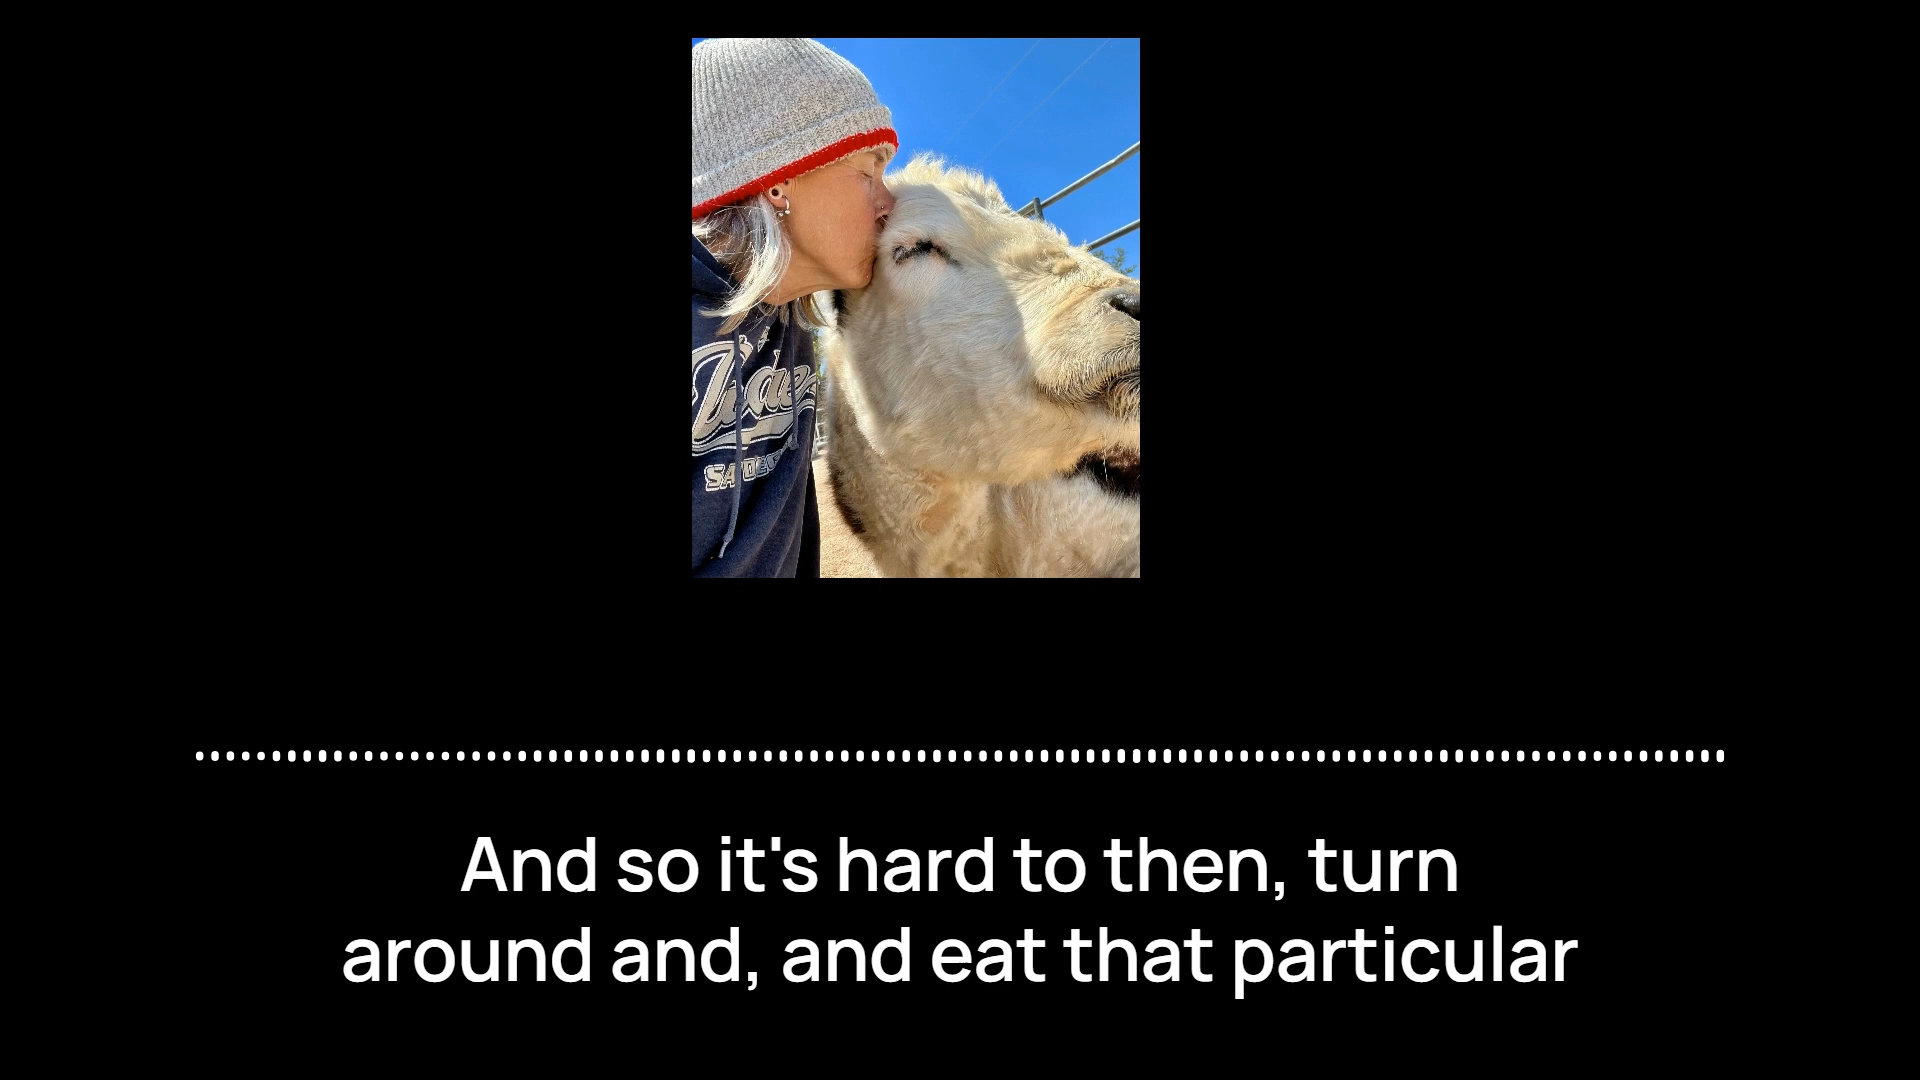 And so it's hard to then, turn
around and, and eat that particular